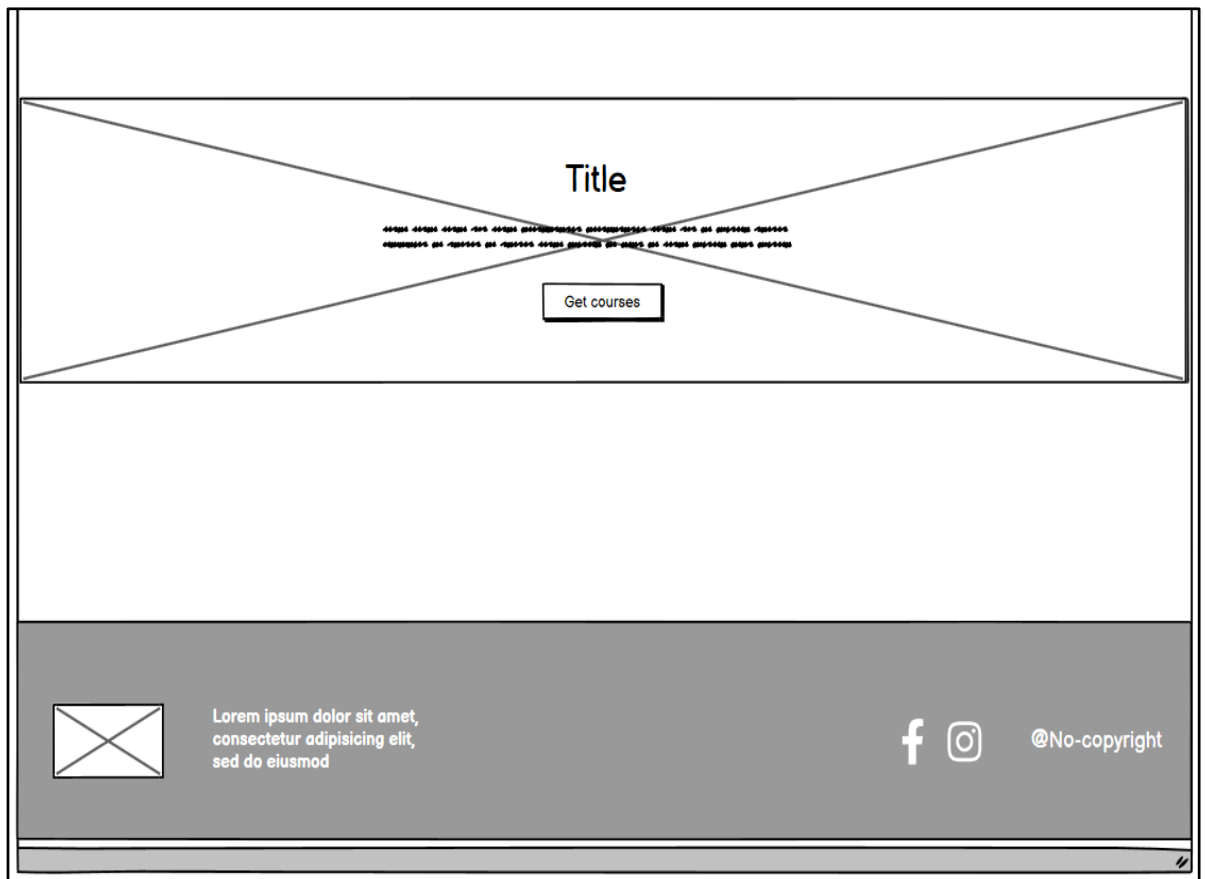 Title
Get courses
Lorem ipsum dolor sit amet,
consectetur adipisicing elit,
sed do eiusmod
@No-copyright